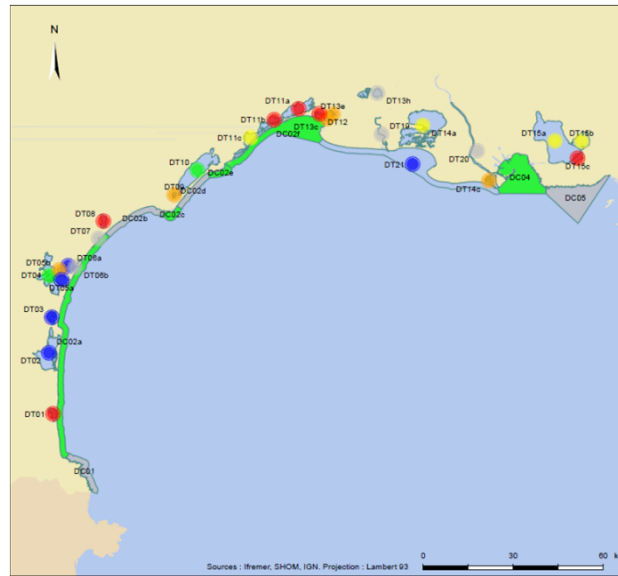 N
DT11a
DT13e
DT13h
DT11b
DT12
DT13c
DT19
DT14a
DT11c
DC02f
DT15a
DT15b
DT20
DT10
DC02e
DT21
DT15c
DC04
DT14c
DT09
DC02d
DC05
DT08
DC02b
DC02c
DT07
DT05b
DT06a
DT04
DT06b
DT05a
DT03
DC02a
DT02
DT01
DC01
Sources : Ifremer, SHOM, IGN. Projection : Lambert 93
0 30 60 k